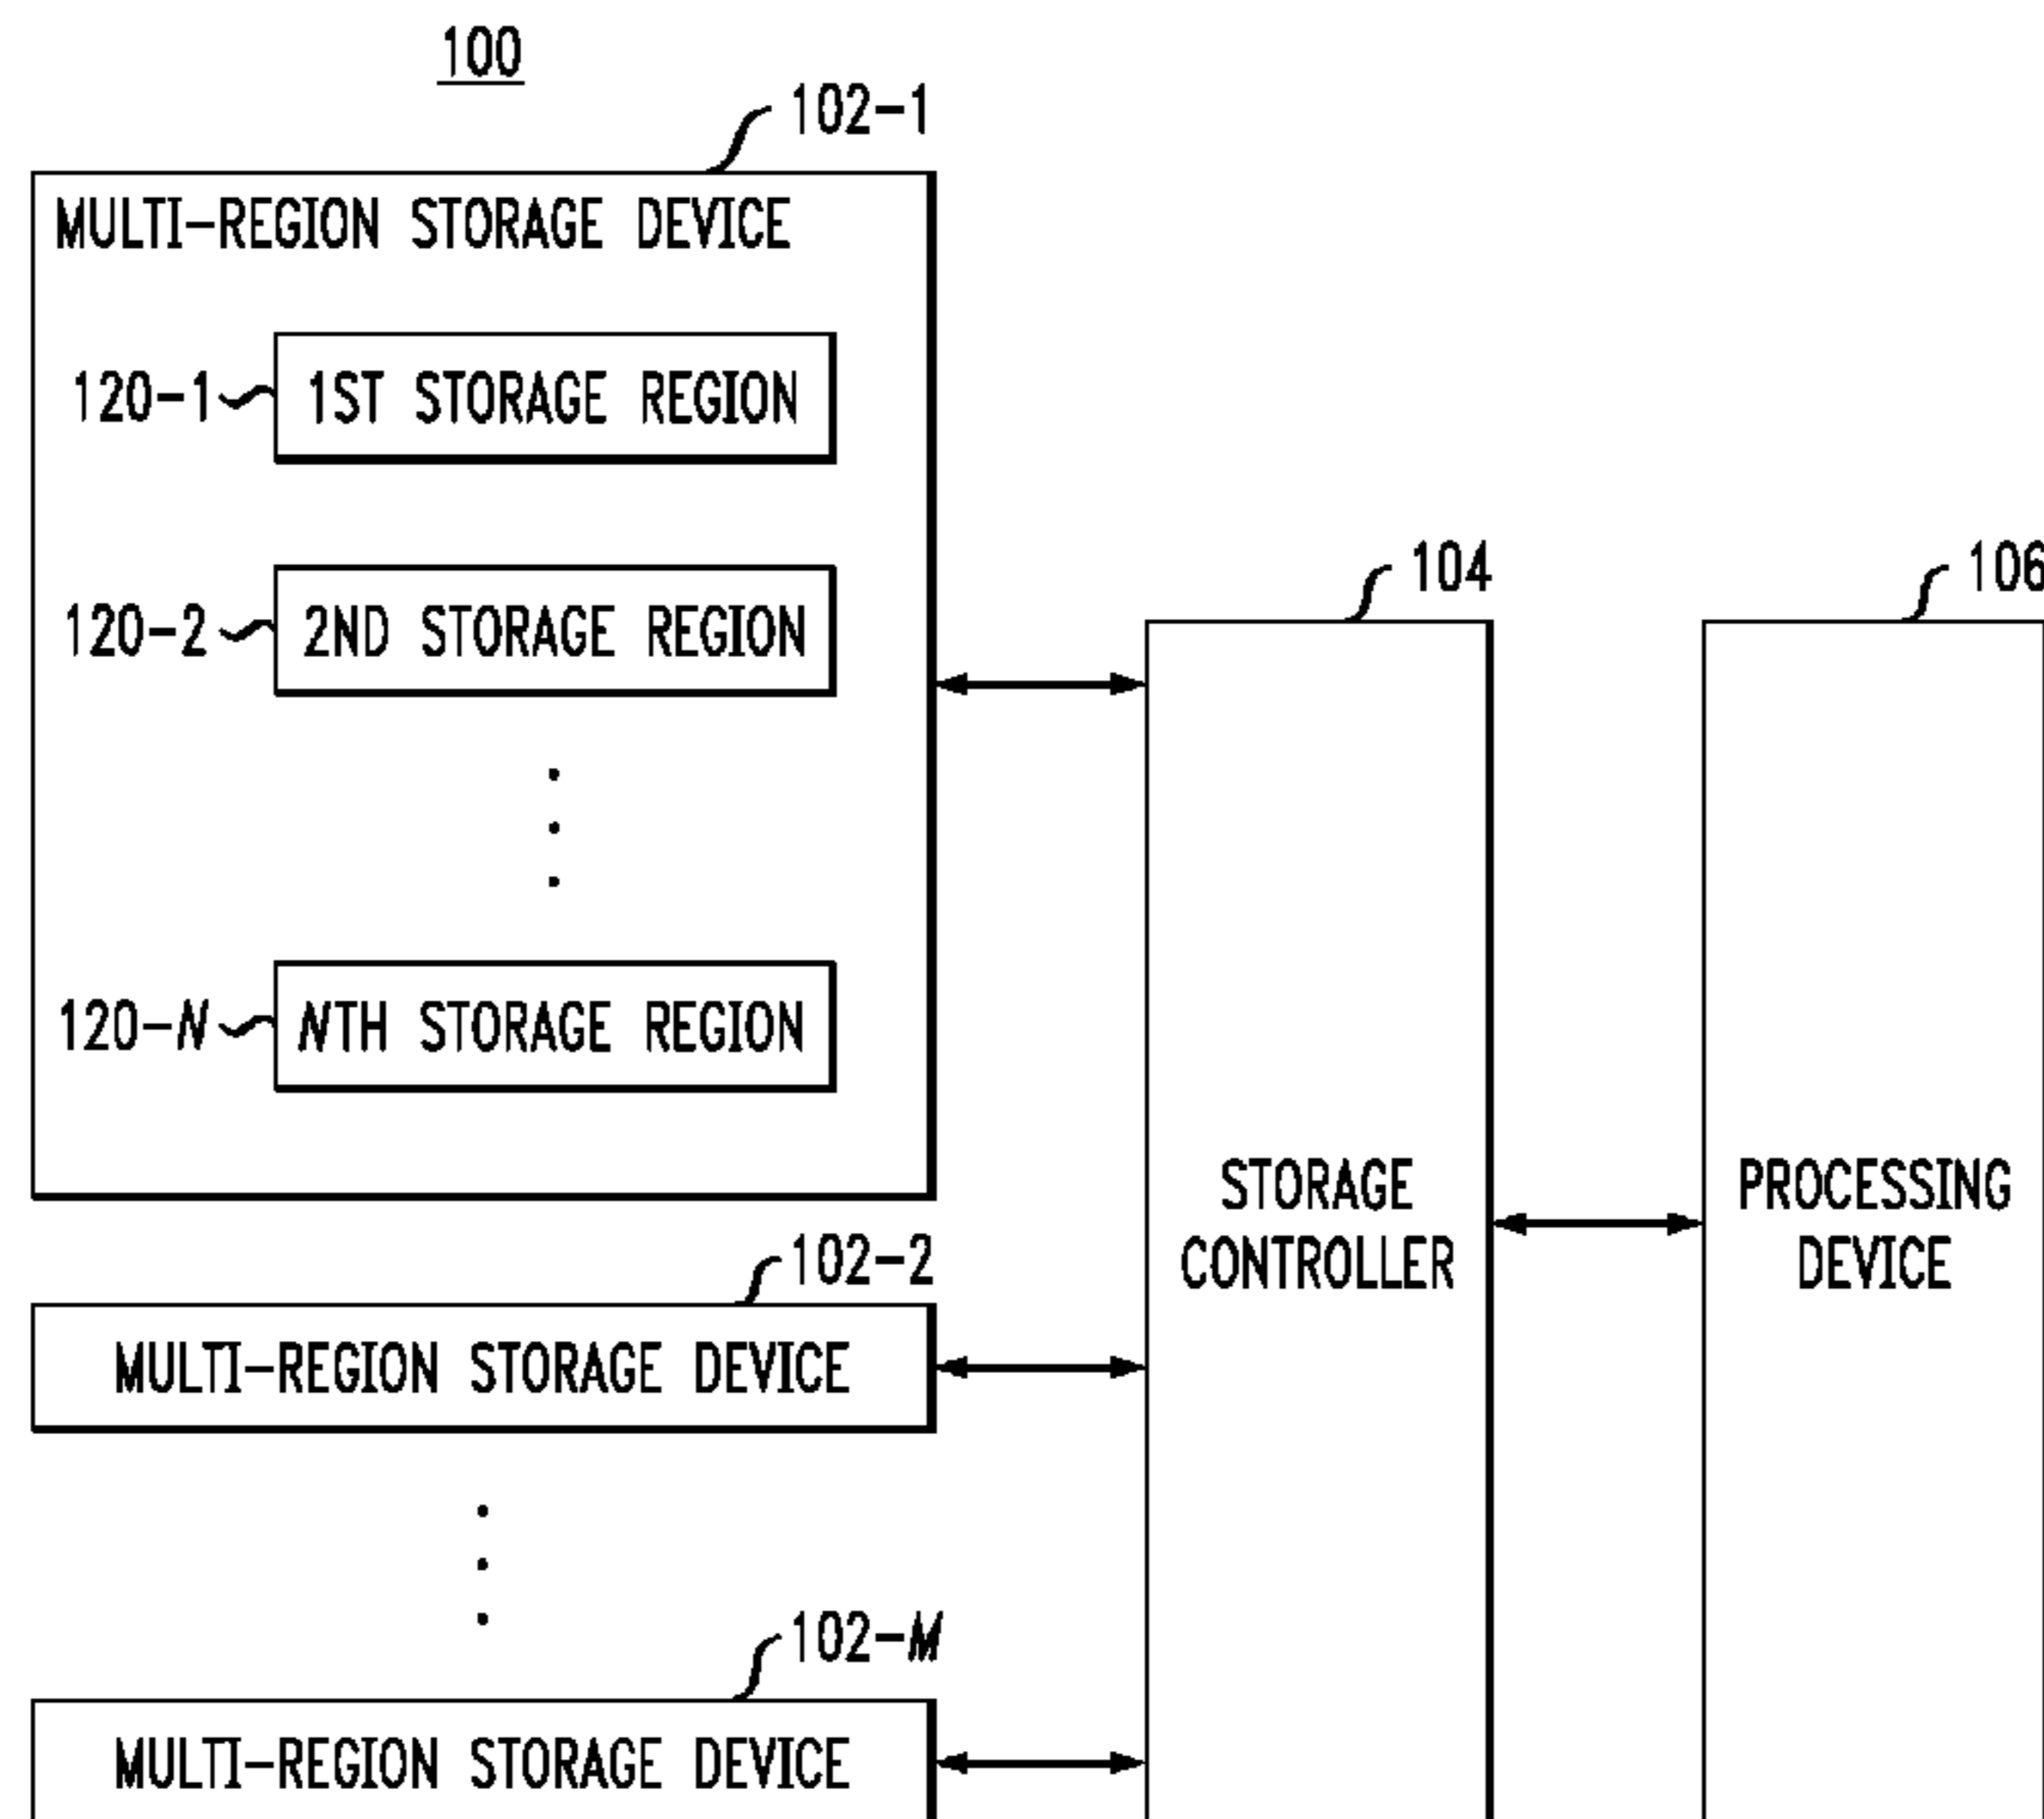 100
102-1
MULTI-REGION STORAGE DEVICE
120-1
1ST STORAGE REGION
120-2
2ND STORAGE REGION
120-N
NTH STORAGE REGION
104
106
STORAGE
CONTROLLER
PROCESSING
DEVICE
102-2
MULTI-REGION STORAGE DEVICE
102-M
MULTI-REGION STORAGE DEVICE